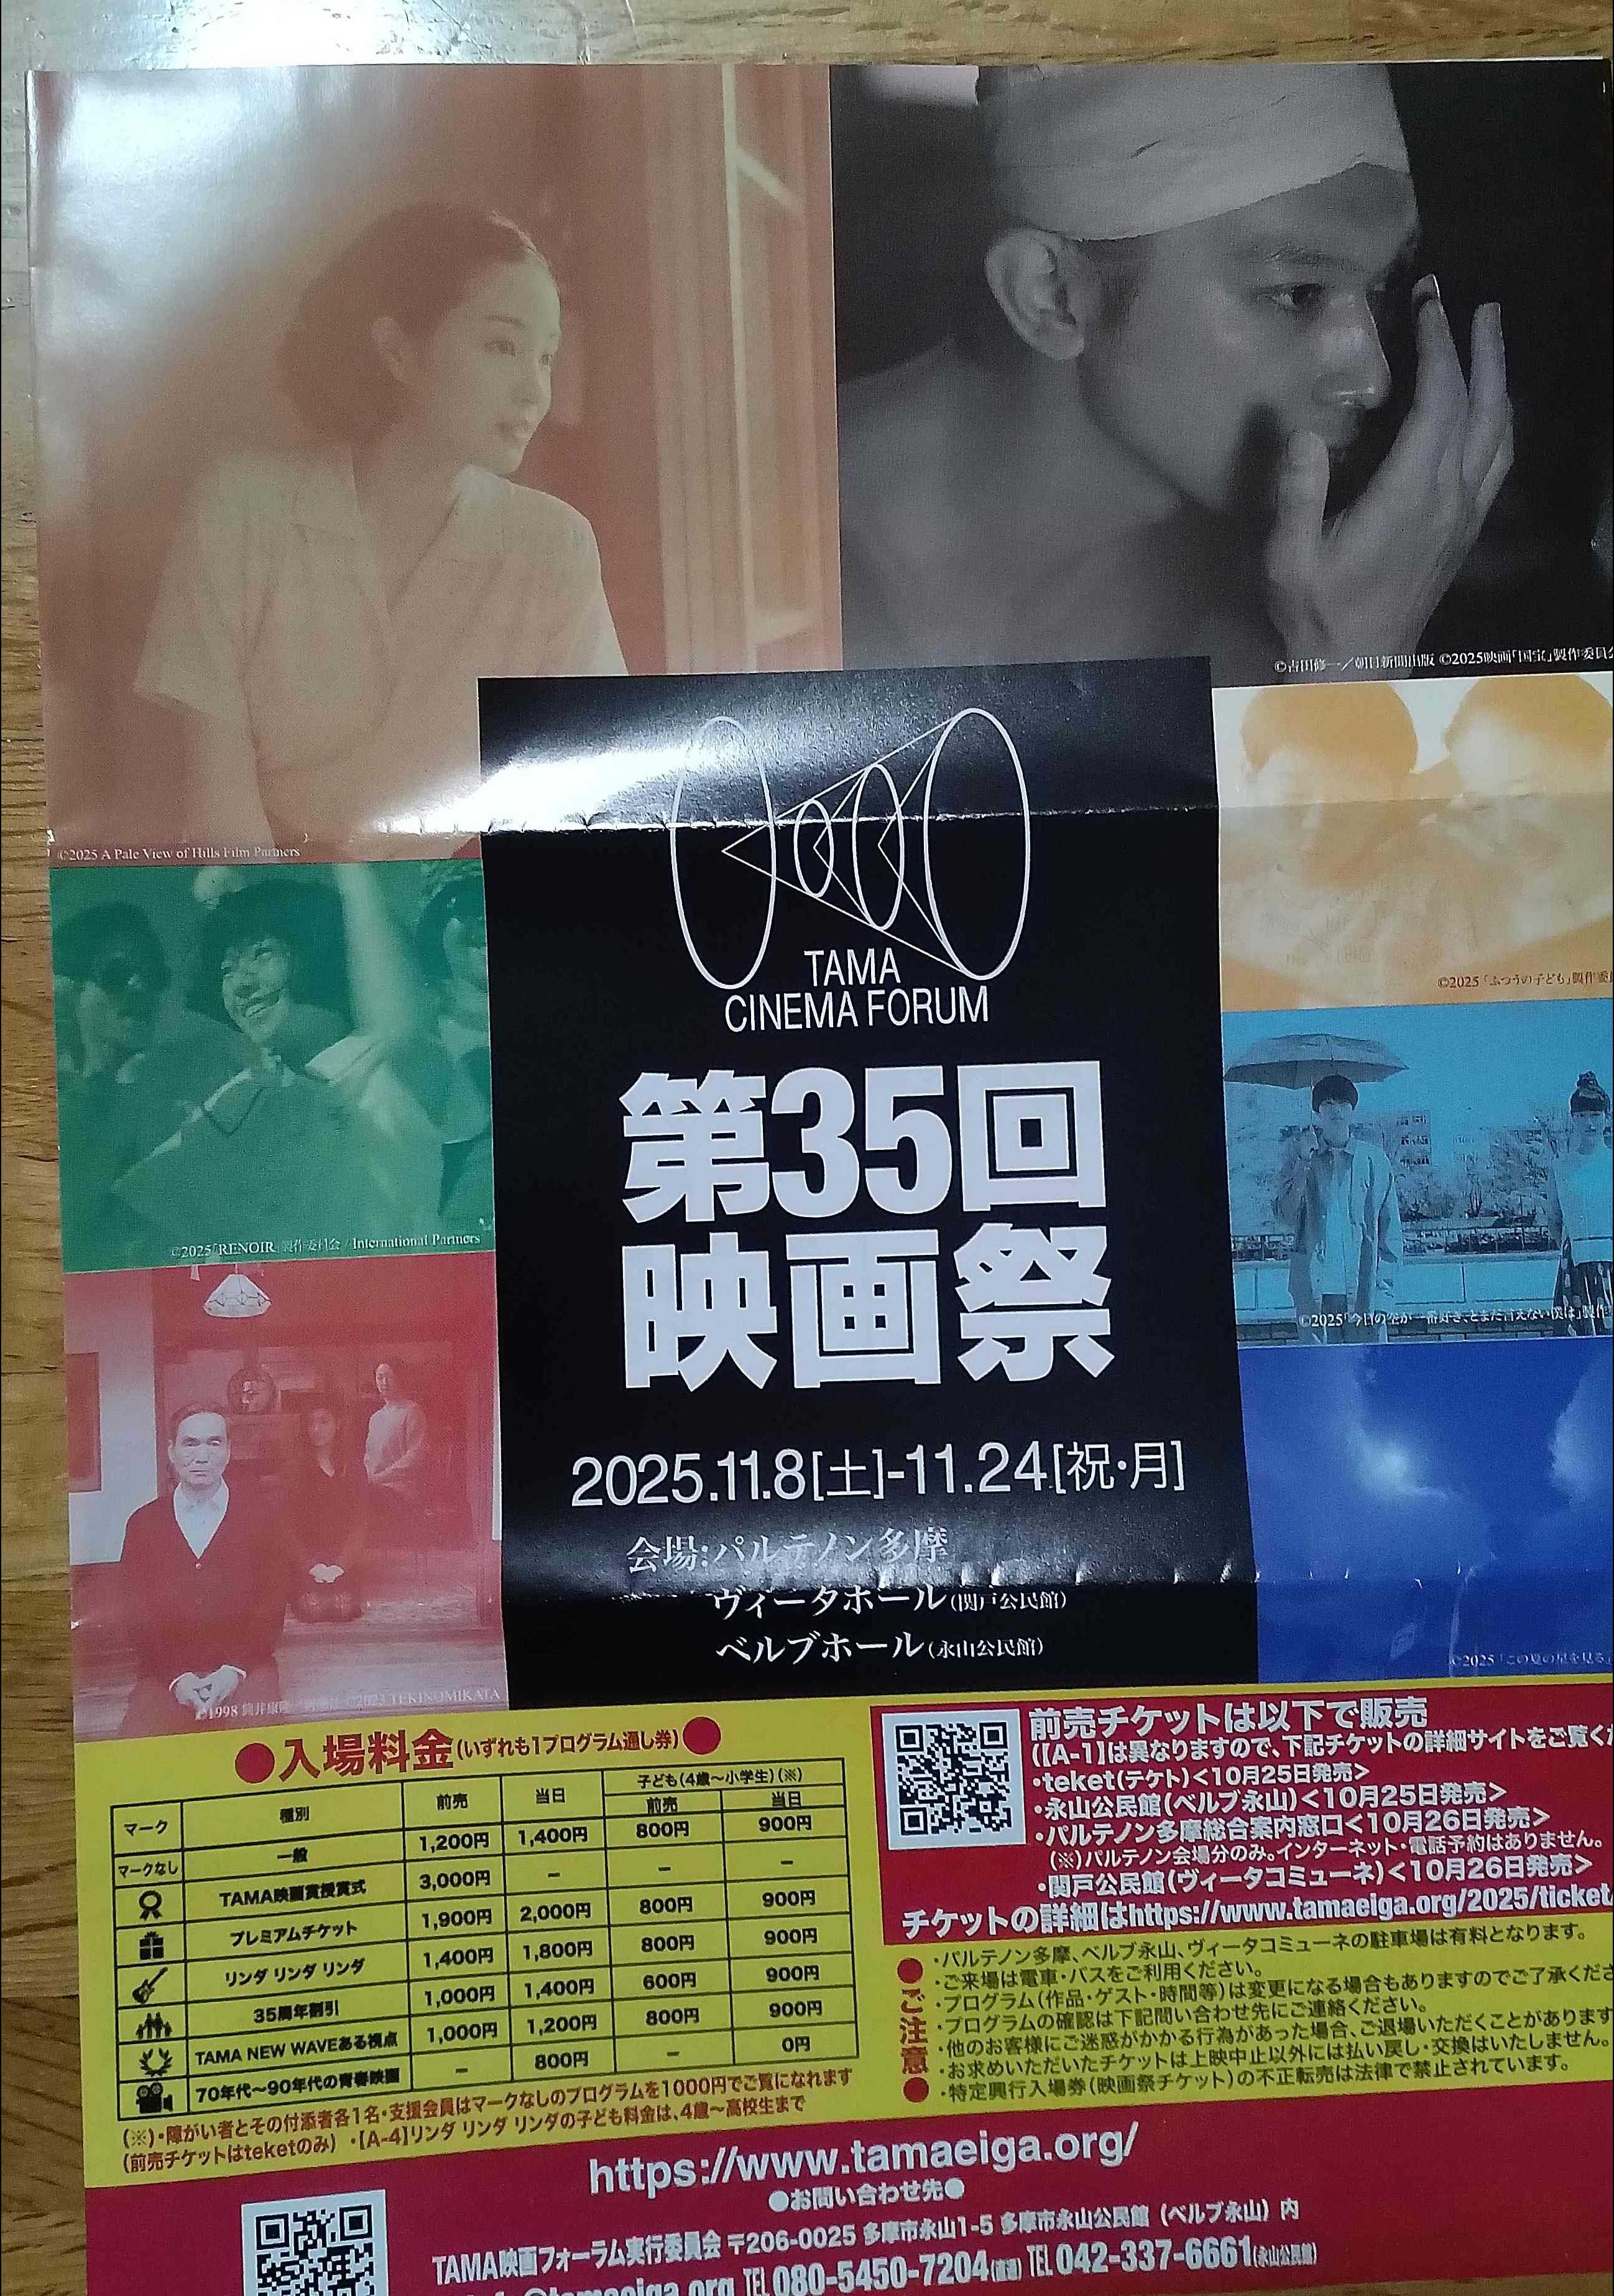 ©吉田修一／朝日新聞出版 ©2025映画「国宝」製作委員会
©2025 A Pale View of Hills Film Partners
TAMA
CINEMA FORUM
第35回
映画祭
2025.11.8[土]-11.24[祝・月]
会場:パルテノン多摩
ヴィータホール(関戸公民館)
ベルブホール(永山公民館)
©2025「RENOIR」製作委員会 / International Partners
©1998 筒井康隆／新潮社 ©2023 TEKINOMIKATA
©2025「ふつうの子ども」製作委
©2025「今日の空が一番好き、とまだ言えない僕は」製作
©2025「この夏の星を見る」
●入場料金(いずれも1プログラム通し券)●
マーク 種別 前売 当日 子ども(4歳〜小学生)(※)
前売 当日
マークなし 一般 1,200円 1,400円 800円 900円
TAMA映画賞授賞式 3,000円 − − −
プレミアムチケット 1,900円 2,000円 800円 900円
リンダ リンダ リンダ 1,400円 1,800円 800円 900円
35周年割引 1,000円 1,400円 600円 900円
TAMA NEW WAVEある視点 1,000円 1,200円 800円 900円
70年代〜90年代の青春映画 − 800円 − 0円
(※)・障がい者とその付添者各1名・支援会員はマークなしのプログラムを1000円でご覧になれます
(前売チケットはteketのみ) ・【A-4】リンダ リンダ リンダの子ども料金は、4歳〜高校生まで
前売チケットは以下で販売
(【A-1】は異なりますので、下記チケットの詳細サイトをご覧く
・teket(テケト)<10月25日発売>
・永山公民館(ベルブ永山)<10月25日発売>
・パルテノン多摩総合案内窓口<10月26日発売>
(※)パルテノン会場分のみ。インターネット・電話予約はありません。
・関戸公民館(ヴィータコミューネ)<10月26日発売>
チケットの詳細はhttps://www.tamaeiga.org/2025/ticket/
●ご注意●
・パルテノン多摩、ベルブ永山、ヴィータコミューネの駐車場は有料となります。
・ご来場は電車・バスをご利用ください。
・プログラム(作品・ゲスト・時間等)は変更になる場合もありますのでご了承くださ
・プログラムの確認は下記問い合わせ先にご連絡ください。
・他のお客様にご迷惑がかかる行為があった場合、ご退場いただくことがあります
・お求めいただいたチケットは上映中止以外には払い戻し・交換はいたしません。
・特定興行入場券(映画祭チケット)の不正転売は法律で禁止されています。
https://www.tamaeiga.org/
●お問い合わせ先●
TAMA映画フォーラム実行委員会 〒206-0025 多摩市永山1-5 多摩市永山公民館（ベルブ永山）内
@tamaeiga.org TEL 080-5450-7204(直通) TEL 042-337-6661(永山公民館)